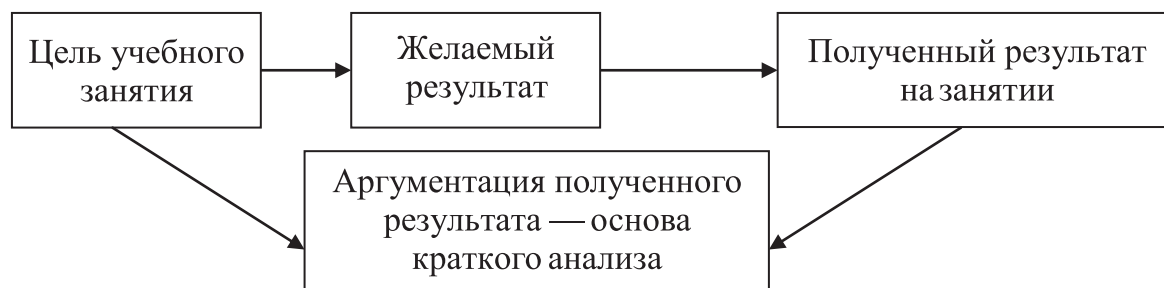 Цель учебного
занятия
Желаемый
результат
Полученный результат
на занятии
Аргументация полученного
результата — основа
краткого анализа